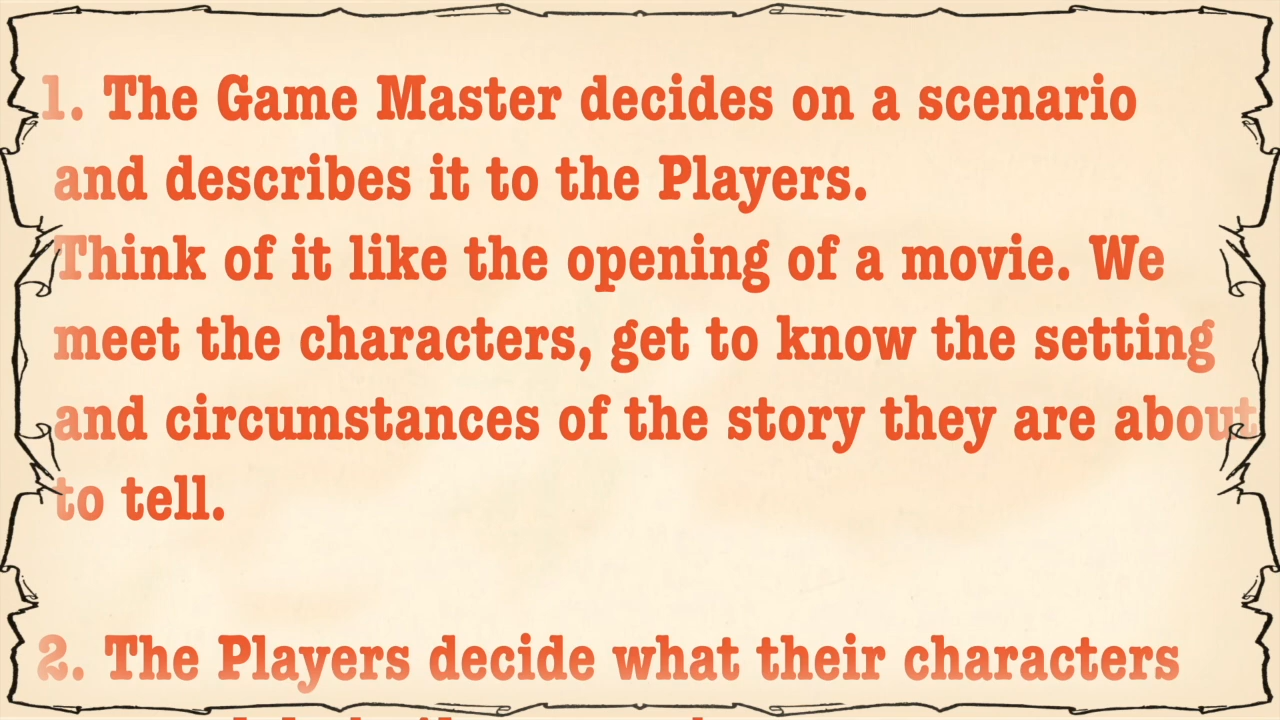 1. The Game Master decides on a scenario
and describes it to the Players.
Think of it like the opening of a movie. We
meet the characters, get to know the setting
and circumstances of the story they are about
to tell.
2. The Players decide what their characters